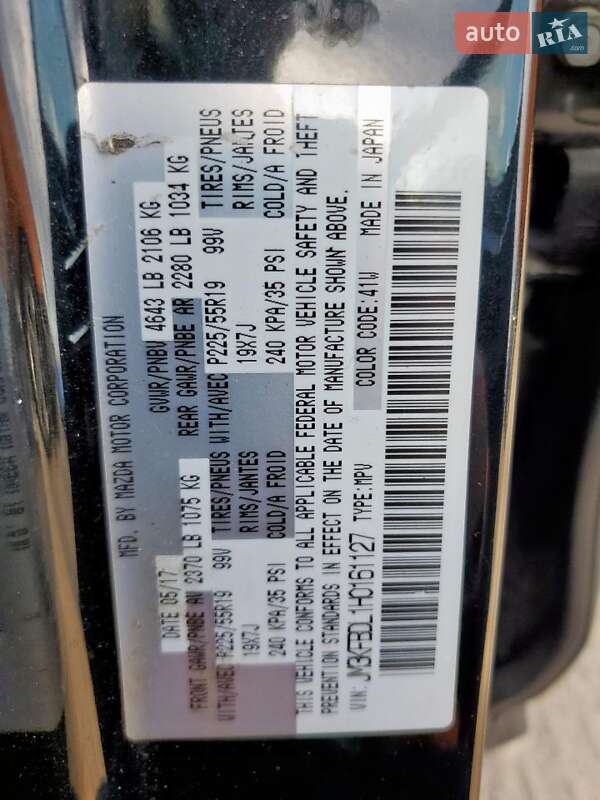 auto RIA.com
MFD. BY MAZDA MOTOR CORPORATION
DATE 05/17 GVWR/PNBV 4643 LB 2106 KG
FRONT GAWR/PNBE AV 2370 LB 1075 KG REAR GAWR/PNBE AR 2280 LB 1034 KG
WITH/AVEC P225/55R19 99V TIRES/PNEUS WITH/AVEC P225/55R19 99V TIRES/PNEUS
19X7J RIMS/JANTES 19X7J RIMS/JANTES
240 KPA/35 PSI COLD/A FROID 240 KPA/35 PSI COLD/A FROID
THIS VEHICLE CONFORMS TO ALL APPLICABLE FEDERAL MOTOR VEHICLE SAFETY AND THEFT
PREVENTION STANDARDS IN EFFECT ON THE DATE OF MANUFACTURE SHOWN ABOVE.
VIN: JM3KFBDL1H0161127 TYPE:MPV COLOR CODE:41W MADE IN JAPAN